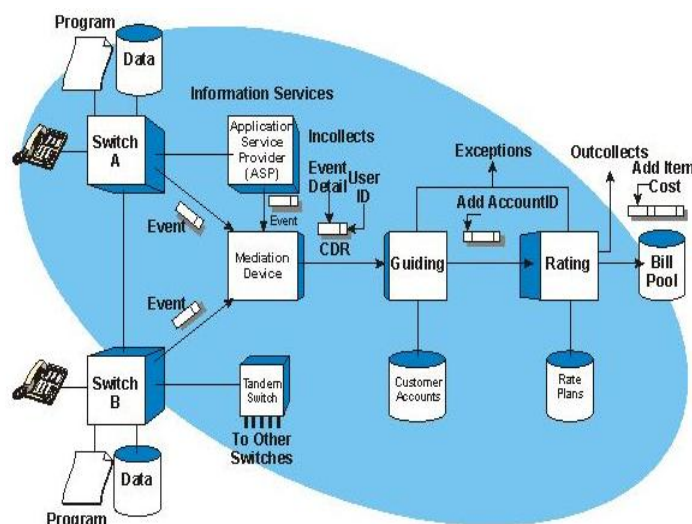 Program
Data
Switch
A
Information Services
Application
Service
Provider
(ASP)
Incollects
Event
Detail
User
ID
Event
Event
CDR
Mediation
Device
Event
Exceptions
Add AccountID
Guiding
Customer
Accounts
Outcollects
Add Item
Cost
Rating
Bill
Pool
Rate
Plans
Switch
B
Tandem
Switch
To Other
Switches
Data
Program